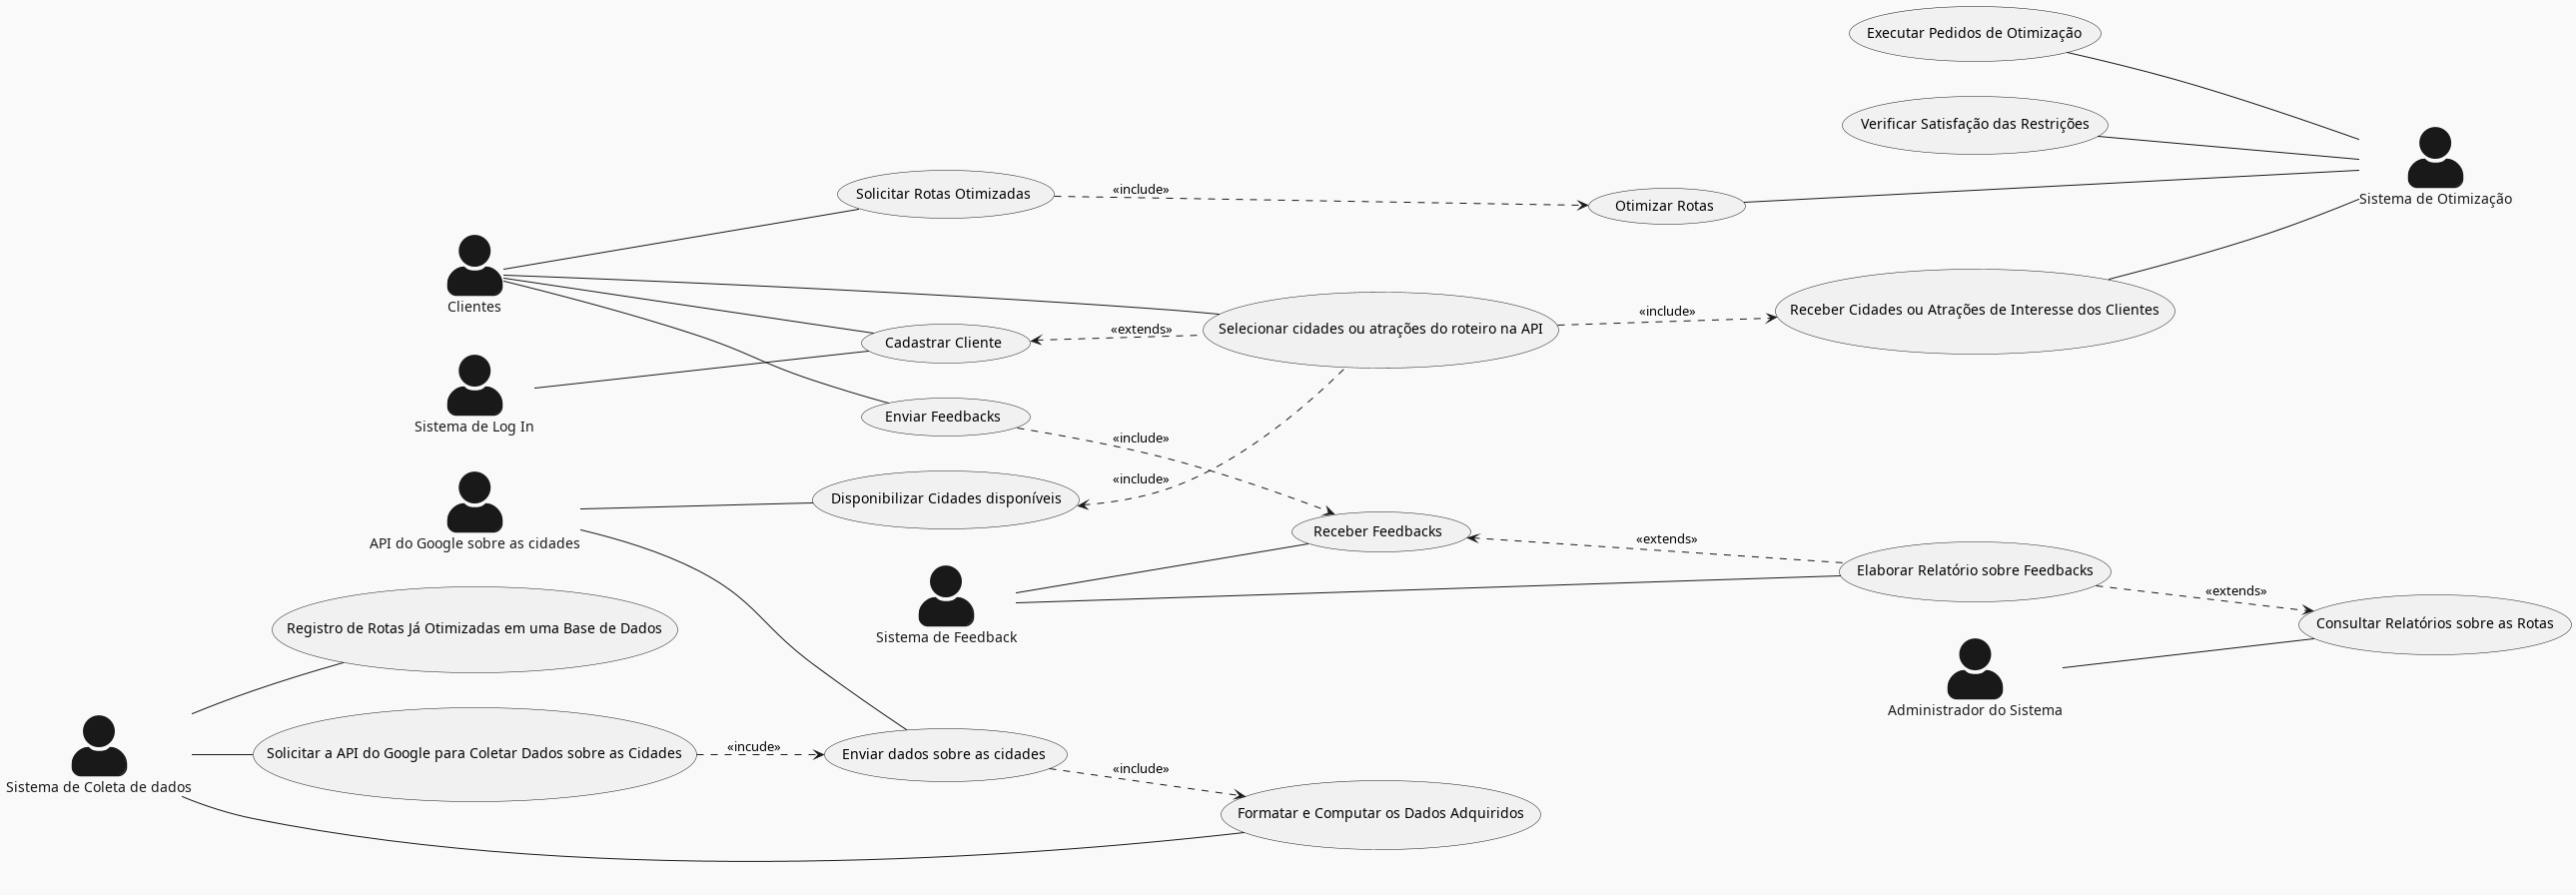 Executar Pedidos de Otimização
Verificar Satisfação das Restrições
Sistema de Otimização
Solicitar Rotas Otimizadas
«include»
Otimizar Rotas
Clientes
Selecionar cidades ou atrações do roteiro na API
«include»
Receber Cidades ou Atrações de Interesse dos Clientes
«extends»
Cadastrar Cliente
Sistema de Log In
Enviar Feedbacks
«include»
«include»
Disponibilizar Cidades disponíveis
API do Google sobre as cidades
Receber Feedbacks
«extends»
Elaborar Relatório sobre Feedbacks
«extends»
Consultar Relatórios sobre as Rotas
Sistema de Feedback
Registro de Rotas Já Otimizadas em uma Base de Dados
Administrador do Sistema
Solicitar a API do Google para Coletar Dados sobre as Cidades
«incude»
Enviar dados sobre as cidades
«include»
Sistema de Coleta de dados
Formatar e Computar os Dados Adquiridos